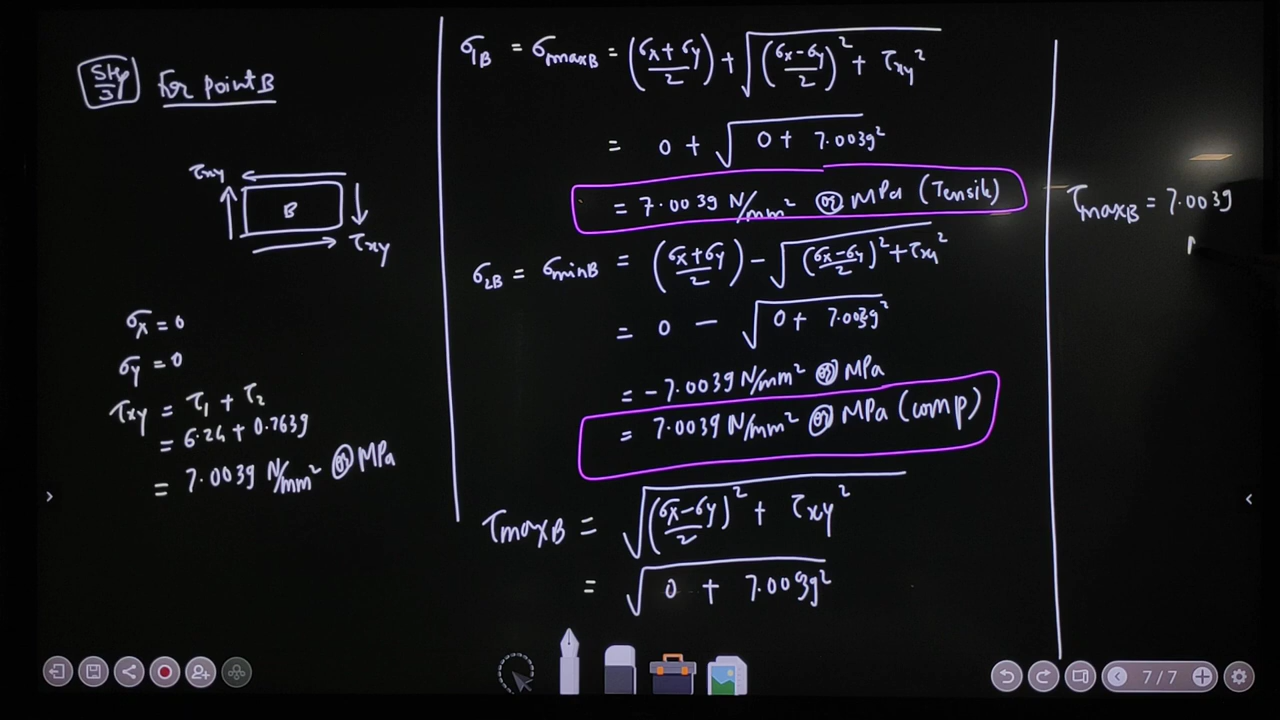 Step 3 For point B
τxy
B
τxy
σx = 0
σy = 0
τxy = τ1 + τ2
= 6.24 + 0.7639
= 7.0039 N/mm² or MPa
σ1B = σmaxB = ((σx+σy)/2) + √(((σx-σy)/2)² + τxy²)
= 0 + √(0 + 7.0039²)
= 7.0039 N/mm² or MPa (Tensile)
σ2B = σminB = ((σx+σy)/2) - √(((σx-σy)/2)² + τxy²)
= 0 - √(0 + 7.0039²)
= -7.0039 N/mm² or MPa
= 7.0039 N/mm² or MPa (comp)
τmaxB = √(((σx-σy)/2)² + τxy²)
= √(0 + 7.0039²)
τmaxB = 7.0039
7/7